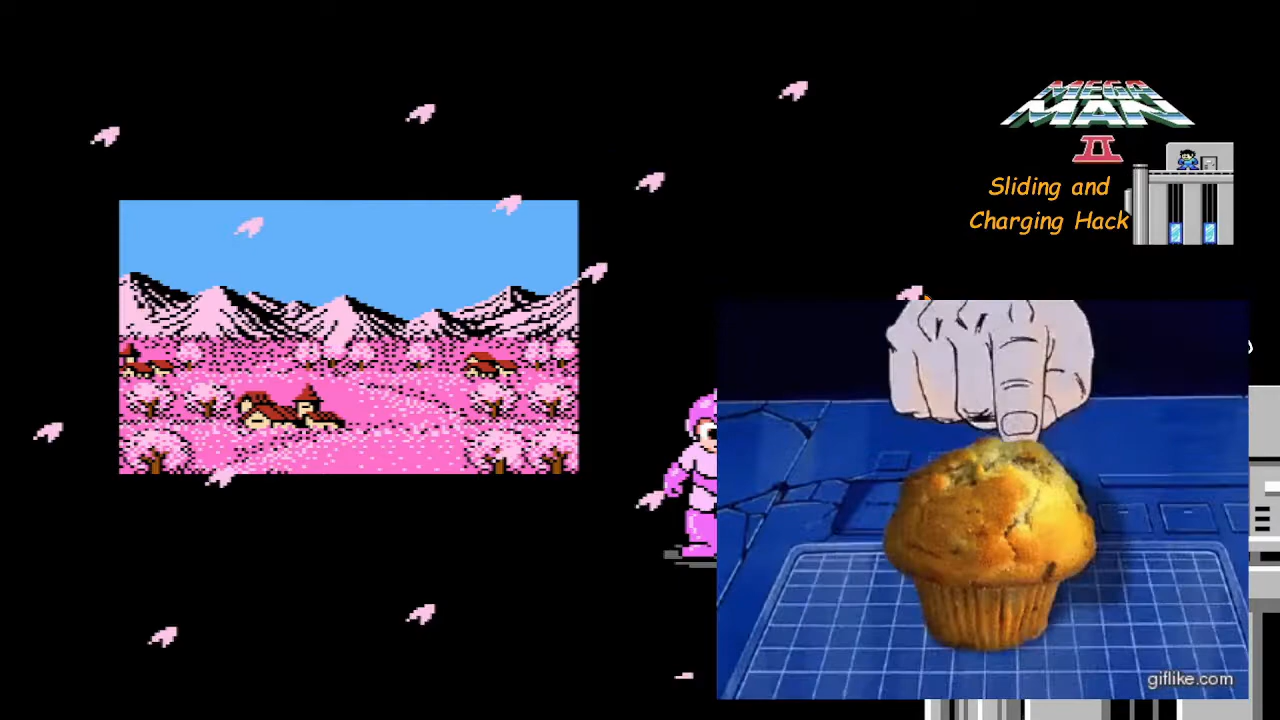 MEGA
MAN
II
Sliding and
Charging Hack
giflike.com